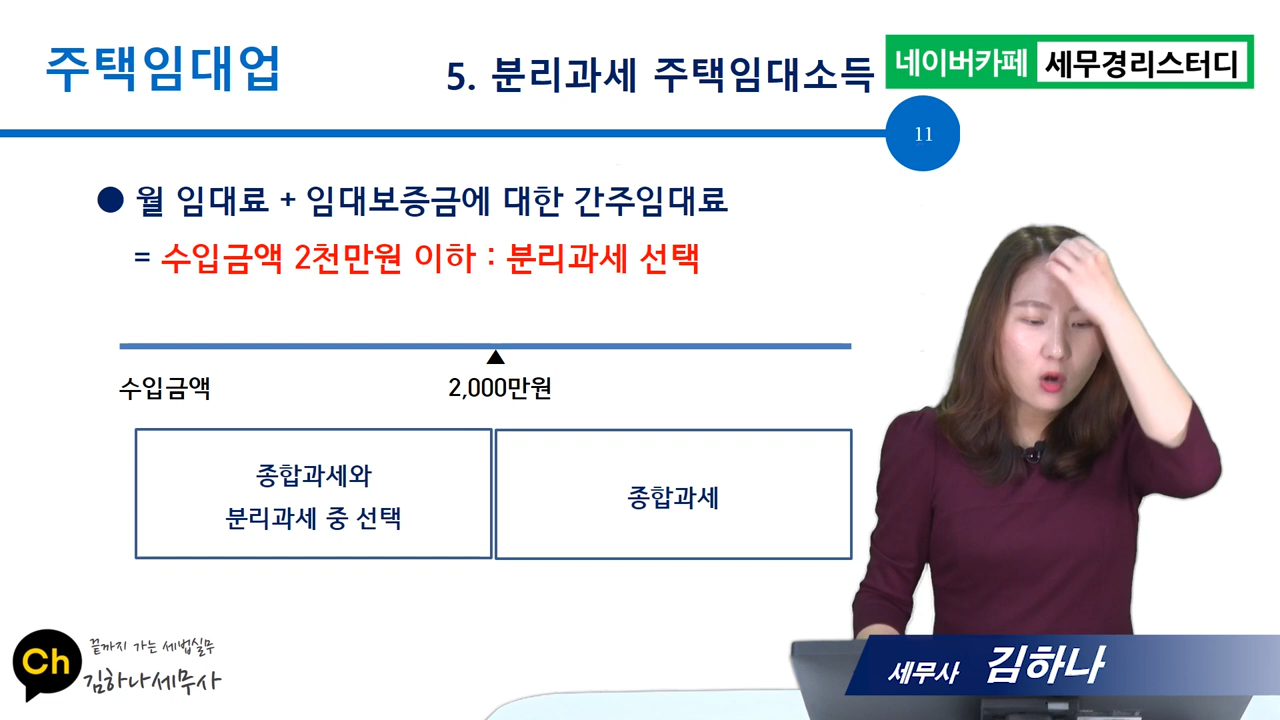 주택임대업
5. 분리과세 주택임대소득
네이버카페 세무경리스터디
11
● 월 임대료 + 임대보증금에 대한 간주임대료
= 수입금액 2천만원 이하 : 분리과세 선택
▲
수입금액 2,000만원
종합과세와
분리과세 중 선택
종합과세
Ch
끝까지 가는 세법실무
김하나세무사
세무사 김하나